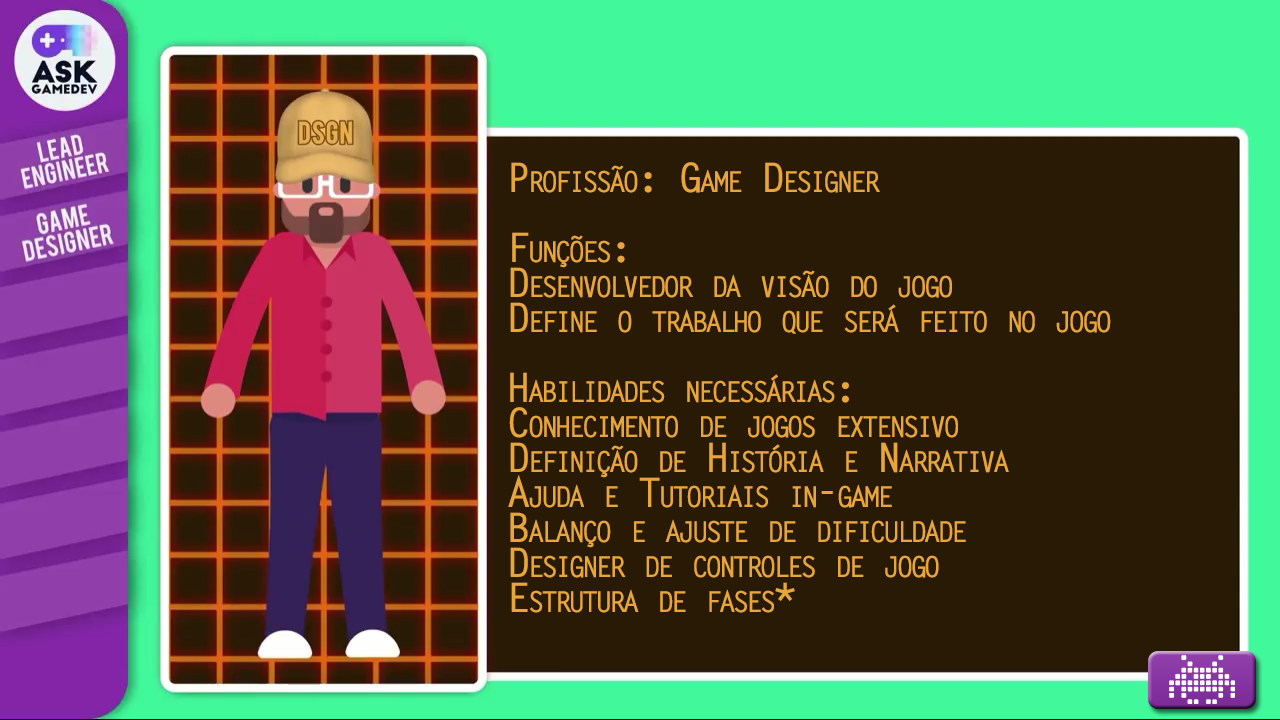 ASK
GAMEDEV
LEAD
ENGINEER
GAME
DESIGNER
DSGN
Profissão: Game Designer
Funções:
Desenvolvedor da visão do jogo
Define o trabalho que será feito no jogo
Habilidades necessárias:
Conhecimento de jogos extensivo
Definição de História e Narrativa
Ajuda e Tutoriais in-game
Balanço e ajuste de dificuldade
Designer de controles de jogo
Estrutura de fases*